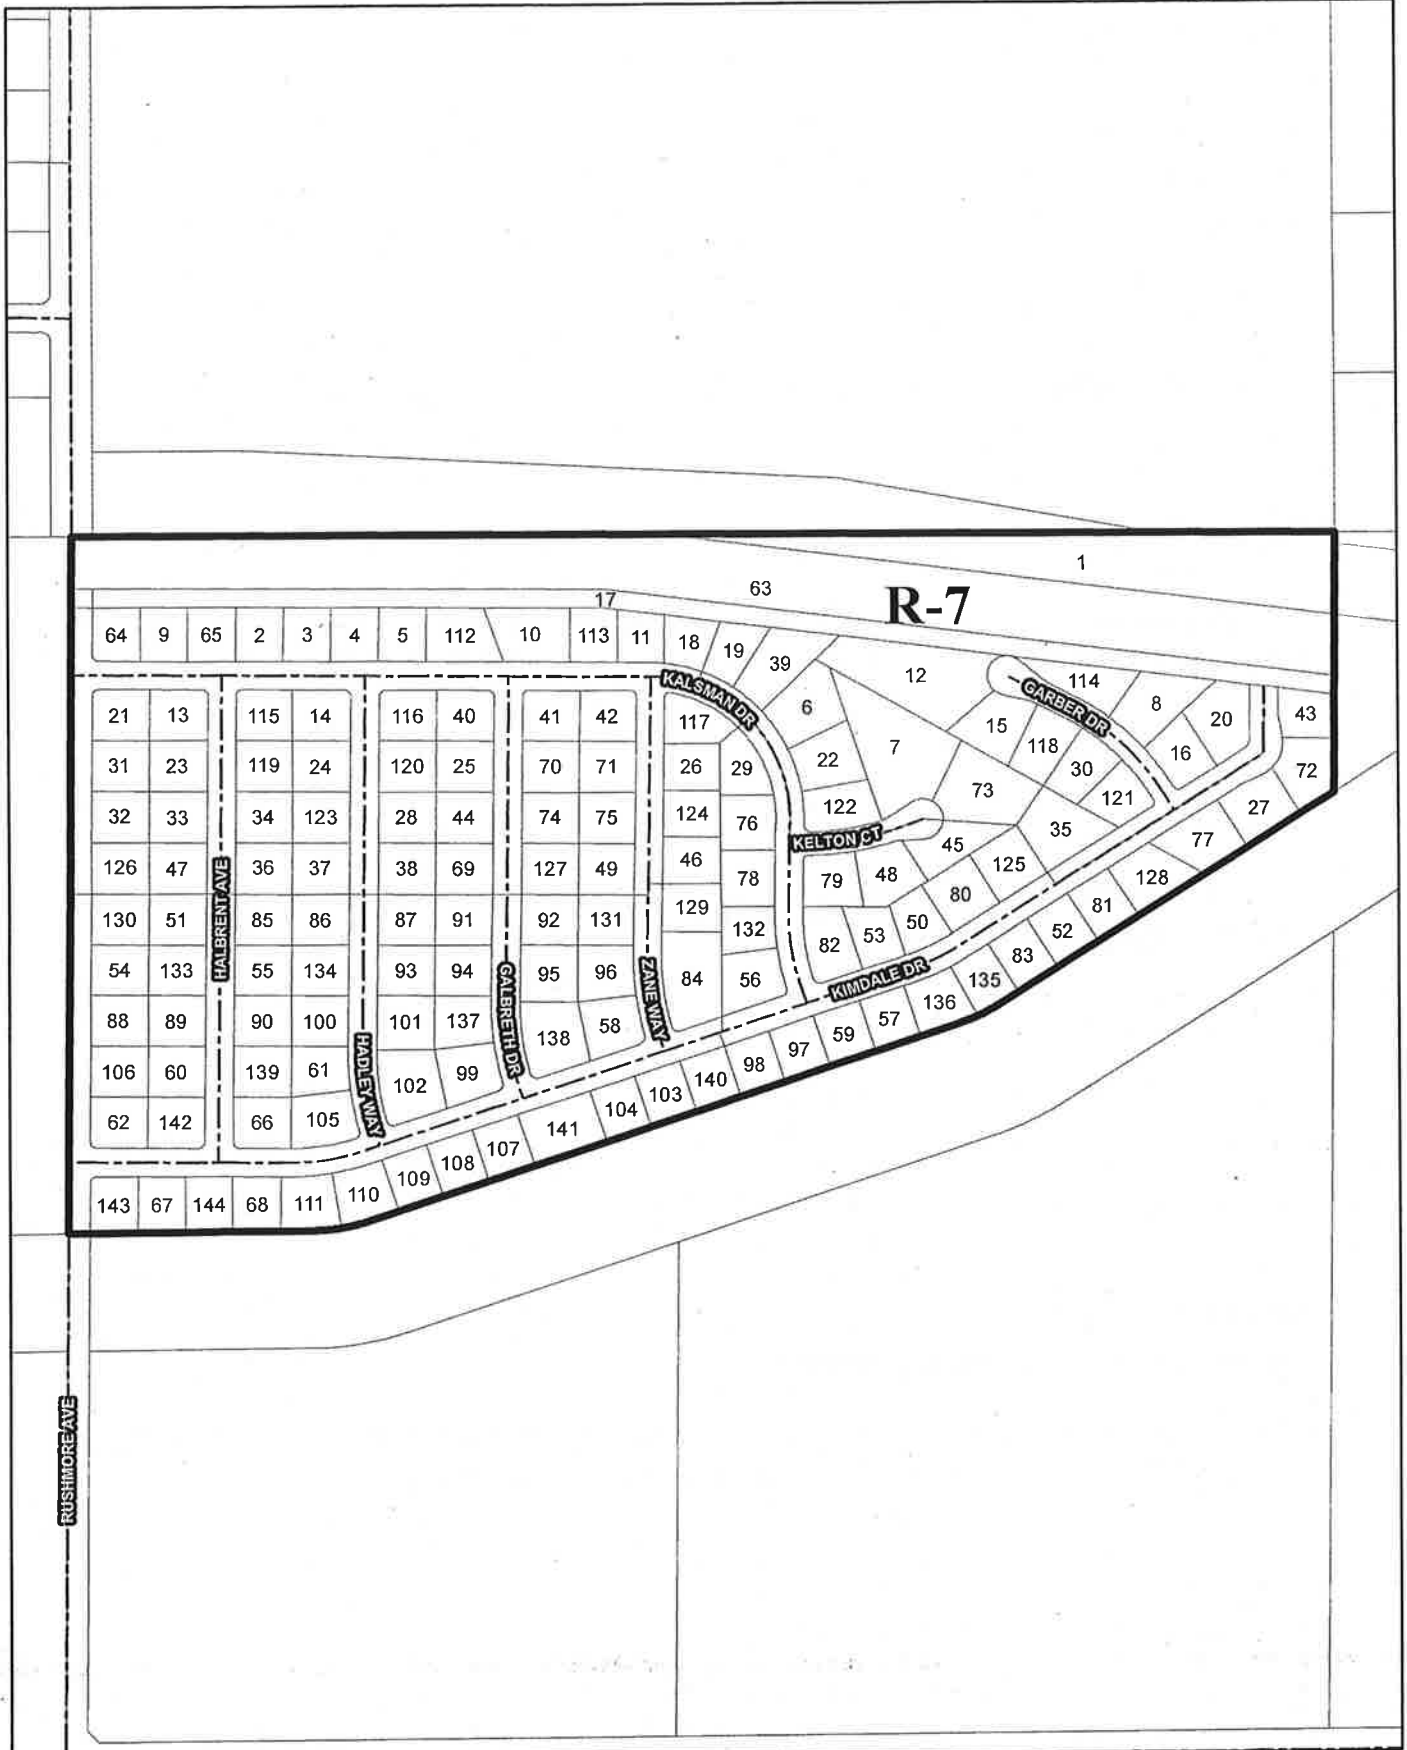 1
63
R-7
17
64 9 65 2 3 4 5 112 10 113 11 18 19 39 12 114
KALSMAN DR
GARBER DR
21 13 115 14 116 40 41 42 117 6 15 8 20 43
31 23 119 24 120 25 70 71 26 29 22 7 118 30 16 72
32 33 34 123 28 44 74 75 124 76 122 73 121 27
KELTON CT
126 47 36 37 38 69 127 49 46 78 79 48 45 125 35 77
HALBRENT AVE
130 51 85 86 87 91 92 131 129 132 82 53 50 80 52 81 128
54 133 55 134 93 94 95 96 84 56 135 83
KIMDALE DR
GALBRETH DR
ZANE WAY
88 89 90 100 101 137 138 58 98 97 59 57 136
HADLEY WAY
106 60 139 61 102 99 104 103 140
62 142 66 105 109 108 107 141
143 67 144 68 111 110
RUSHMORE AVE